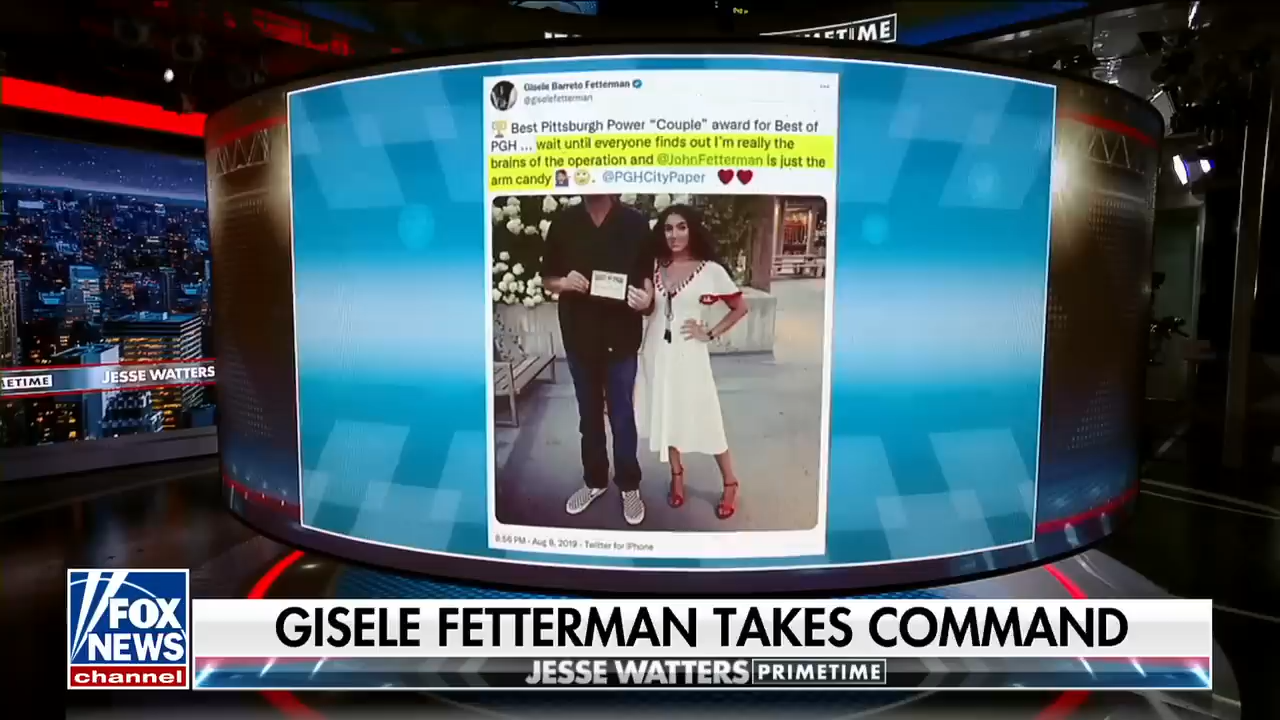 PRIMETIME
Gisele Barreto Fetterman
@giselefetterman
Best Pittsburgh Power “Couple” award for Best of
PGH ... wait until everyone finds out I'm really the
brains of the operation and @JohnFetterman is just the
arm candy . @PGHCityPaper
8:56 PM · Aug 8, 2019 · Twitter for iPhone
ETIME
JESSE WATTERS
FOX
NEWS
channel
GISELE FETTERMAN TAKES COMMAND
JESSE WATTERS PRIMETIME